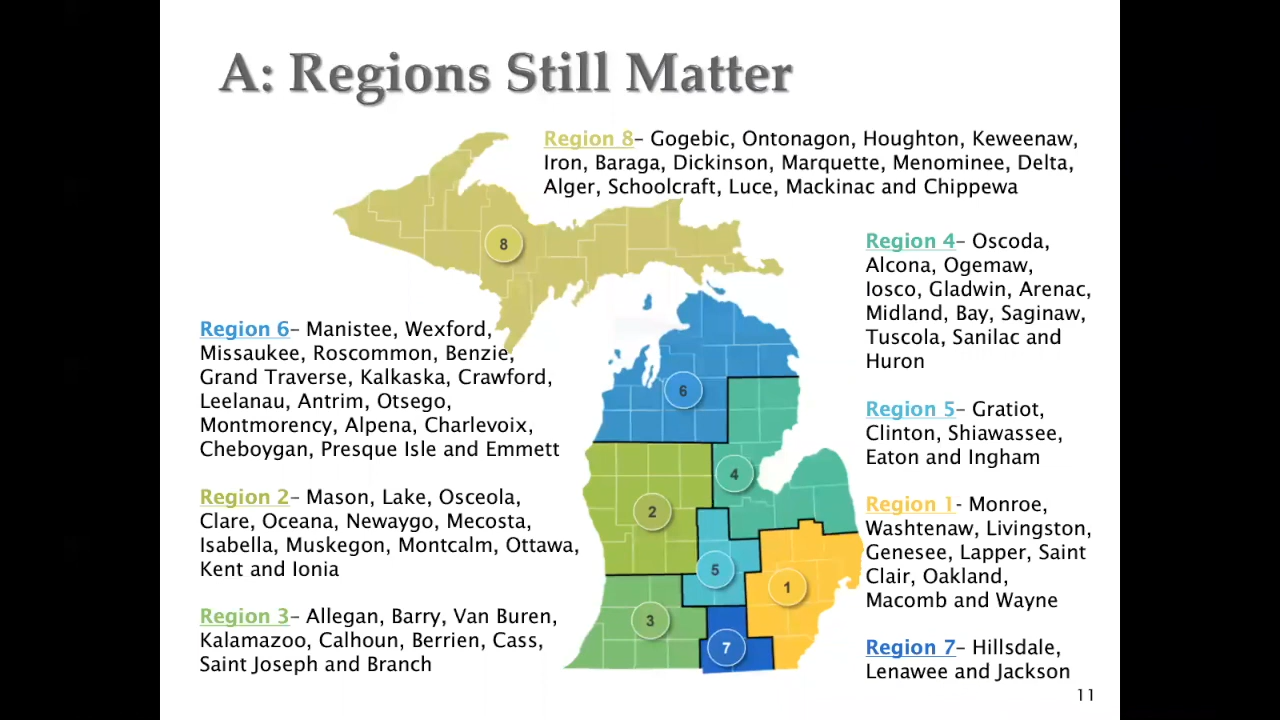 A: Regions Still Matter
Region 8– Gogebic, Ontonagon, Houghton, Keweenaw,
Iron, Baraga, Dickinson, Marquette, Menominee, Delta,
Alger, Schoolcraft, Luce, Mackinac and Chippewa
8
Region 4– Oscoda,
Alcona, Ogemaw,
Iosco, Gladwin, Arenac,
Midland, Bay, Saginaw,
Tuscola, Sanilac and
Huron
Region 6– Manistee, Wexford,
Missaukee, Roscommon, Benzie,
Grand Traverse, Kalkaska, Crawford,
Leelanau, Antrim, Otsego,
Montmorency, Alpena, Charlevoix,
Cheboygan, Presque Isle and Emmett
6
Region 5– Gratiot,
Clinton, Shiawassee,
Eaton and Ingham
4
Region 2– Mason, Lake, Osceola,
Clare, Oceana, Newaygo, Mecosta,
Isabella, Muskegon, Montcalm, Ottawa,
Kent and Ionia
2
Region 1- Monroe,
Washtenaw, Livingston,
Genesee, Lapper, Saint
Clair, Oakland,
Macomb and Wayne
5
1
Region 3– Allegan, Barry, Van Buren,
Kalamazoo, Calhoun, Berrien, Cass,
Saint Joseph and Branch
3
7
Region 7– Hillsdale,
Lenawee and Jackson
11